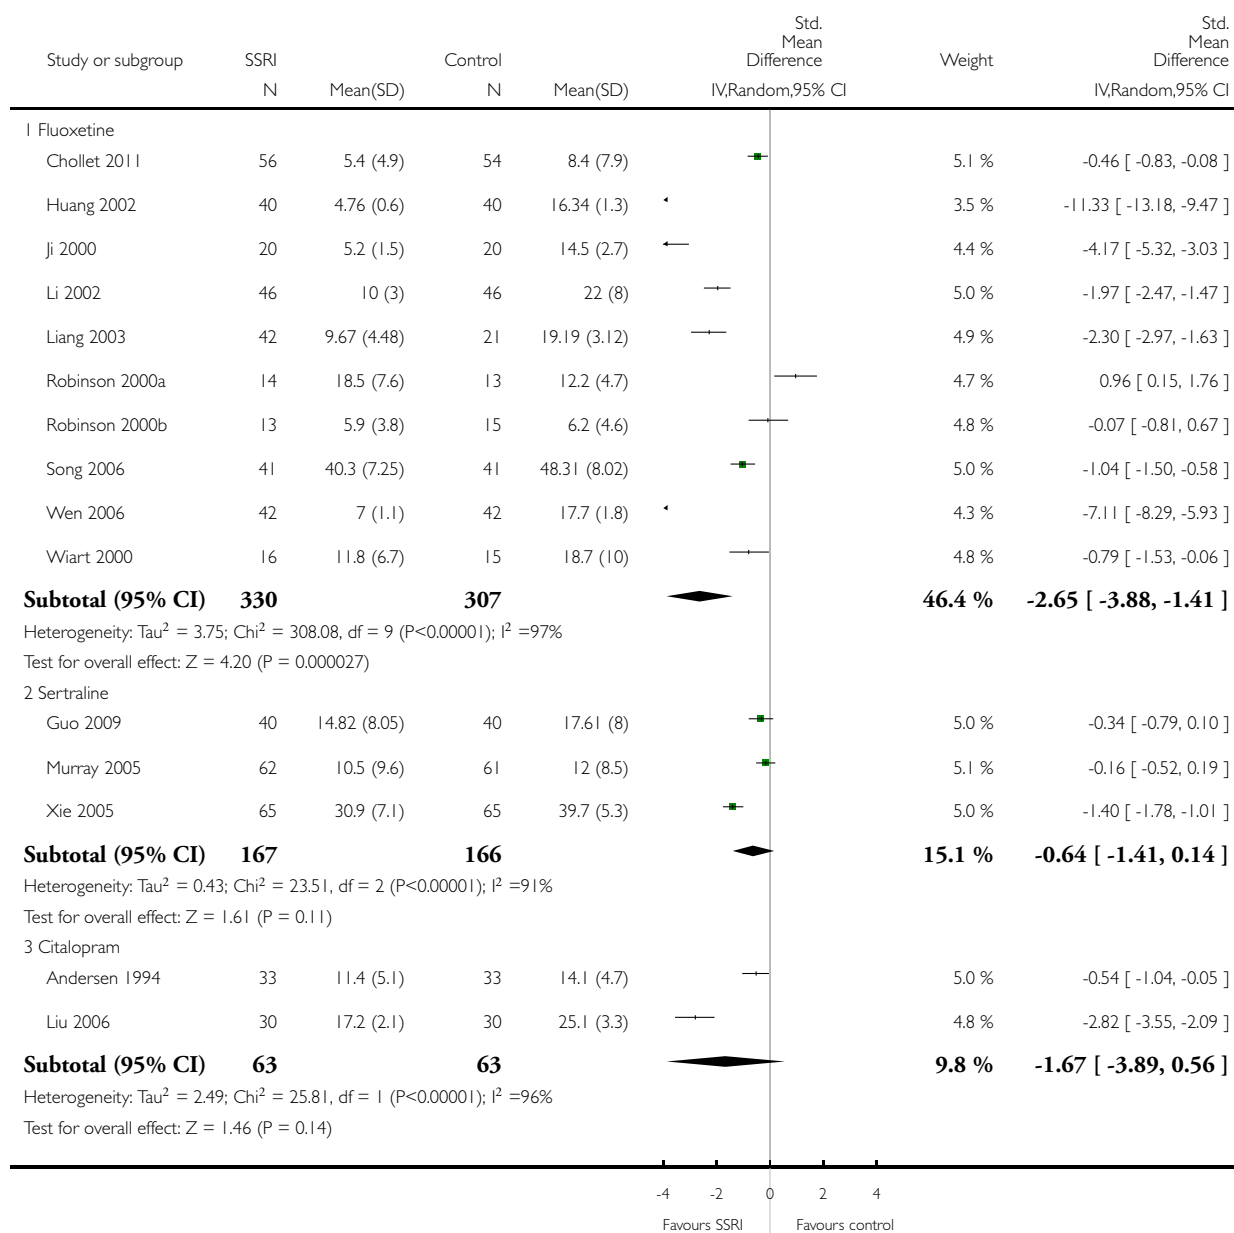 Std.
Mean
Difference
Std.
Mean
Difference
Study or subgroup SSRI Control Weight
N Mean(SD) N Mean(SD) IV,Random,95% CI IV,Random,95% CI
1 Fluoxetine
Chollet 2011 56 5.4 (4.9) 54 8.4 (7.9) 5.1 % -0.46 [ -0.83, -0.08 ]
Huang 2002 40 4.76 (0.6) 40 16.34 (1.3) 3.5 % -11.33 [ -13.18, -9.47 ]
Ji 2000 20 5.2 (1.5) 20 14.5 (2.7) 4.4 % -4.17 [ -5.32, -3.03 ]
Li 2002 46 10 (3) 46 22 (8) 5.0 % -1.97 [ -2.47, -1.47 ]
Liang 2003 42 9.67 (4.48) 21 19.19 (3.12) 4.9 % -2.30 [ -2.97, -1.63 ]
Robinson 2000a 14 18.5 (7.6) 13 12.2 (4.7) 4.7 % 0.96 [ 0.15, 1.76 ]
Robinson 2000b 13 5.9 (3.8) 15 6.2 (4.6) 4.8 % -0.07 [ -0.81, 0.67 ]
Song 2006 41 40.3 (7.25) 41 48.31 (8.02) 5.0 % -1.04 [ -1.50, -0.58 ]
Wen 2006 42 7 (1.1) 42 17.7 (1.8) 4.3 % -7.11 [ -8.29, -5.93 ]
Wiart 2000 16 11.8 (6.7) 15 18.7 (10) 4.8 % -0.79 [ -1.53, -0.06 ]
Subtotal (95% CI) 330 307 46.4 % -2.65 [ -3.88, -1.41 ]
Heterogeneity: Tau² = 3.75; Chi² = 308.08, df = 9 (P<0.00001); I² =97%
Test for overall effect: Z = 4.20 (P = 0.000027)
2 Sertraline
Guo 2009 40 14.82 (8.05) 40 17.61 (8) 5.0 % -0.34 [ -0.79, 0.10 ]
Murray 2005 62 10.5 (9.6) 61 12 (8.5) 5.1 % -0.16 [ -0.52, 0.19 ]
Xie 2005 65 30.9 (7.1) 65 39.7 (5.3) 5.0 % -1.40 [ -1.78, -1.01 ]
Subtotal (95% CI) 167 166 15.1 % -0.64 [ -1.41, 0.14 ]
Heterogeneity: Tau² = 0.43; Chi² = 23.51, df = 2 (P<0.00001); I² =91%
Test for overall effect: Z = 1.61 (P = 0.11)
3 Citalopram
Andersen 1994 33 11.4 (5.1) 33 14.1 (4.7) 5.0 % -0.54 [ -1.04, -0.05 ]
Liu 2006 30 17.2 (2.1) 30 25.1 (3.3) 4.8 % -2.82 [ -3.55, -2.09 ]
Subtotal (95% CI) 63 63 9.8 % -1.67 [ -3.89, 0.56 ]
Heterogeneity: Tau² = 2.49; Chi² = 25.81, df = 1 (P<0.00001); I² =96%
Test for overall effect: Z = 1.46 (P = 0.14)
-4 -2 0 2 4
Favours SSRI Favours control